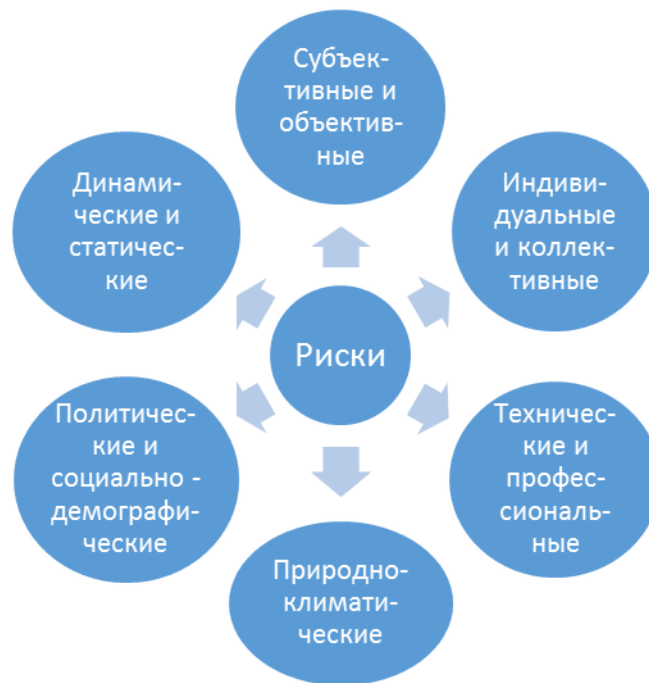 Субъек-
тивные и
объектив-
ные
Индиви-
дуальные
и коллек-
тивные
Техничес-
кие и
профес-
сиональ-
ные
Природно-
климати-
ческие
Политичес-
кие и
социально -
демографи-
ческие
Динами-
ческие и
статичес-
кие
Риски